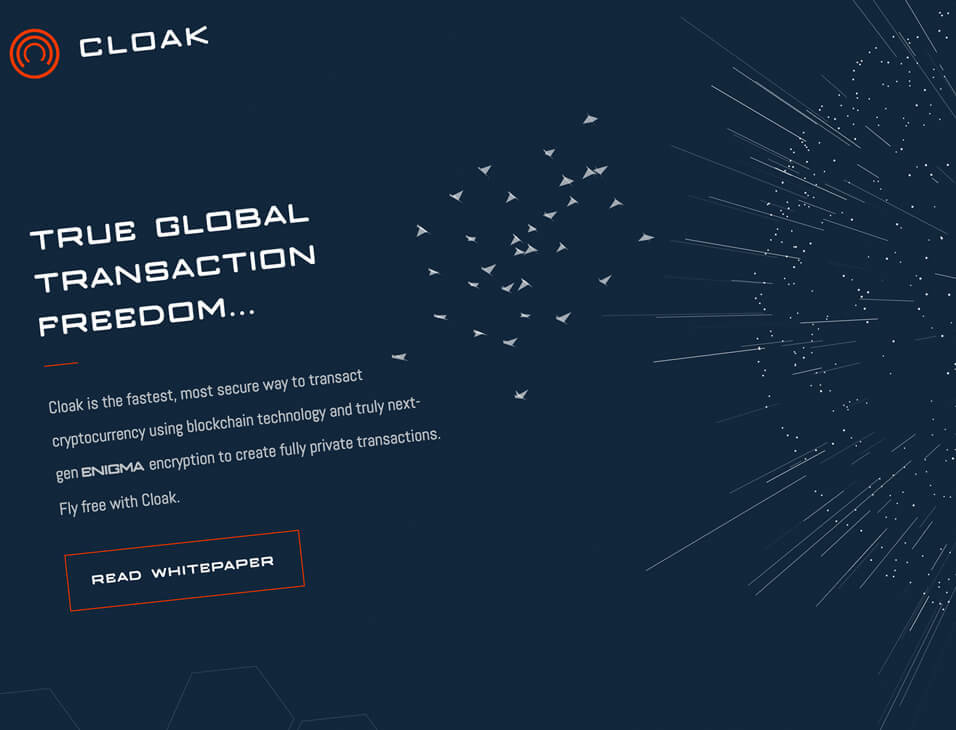 CLOAK
TRUE GLOBAL
TRANSACTION
FREEDOM...
Cloak is the fastest, most secure way to transact
cryptocurrency using blockchain technology and truly next-
gen ENIGMA encryption to create fully private transactions.
Fly free with Cloak.
READ WHITEPAPER